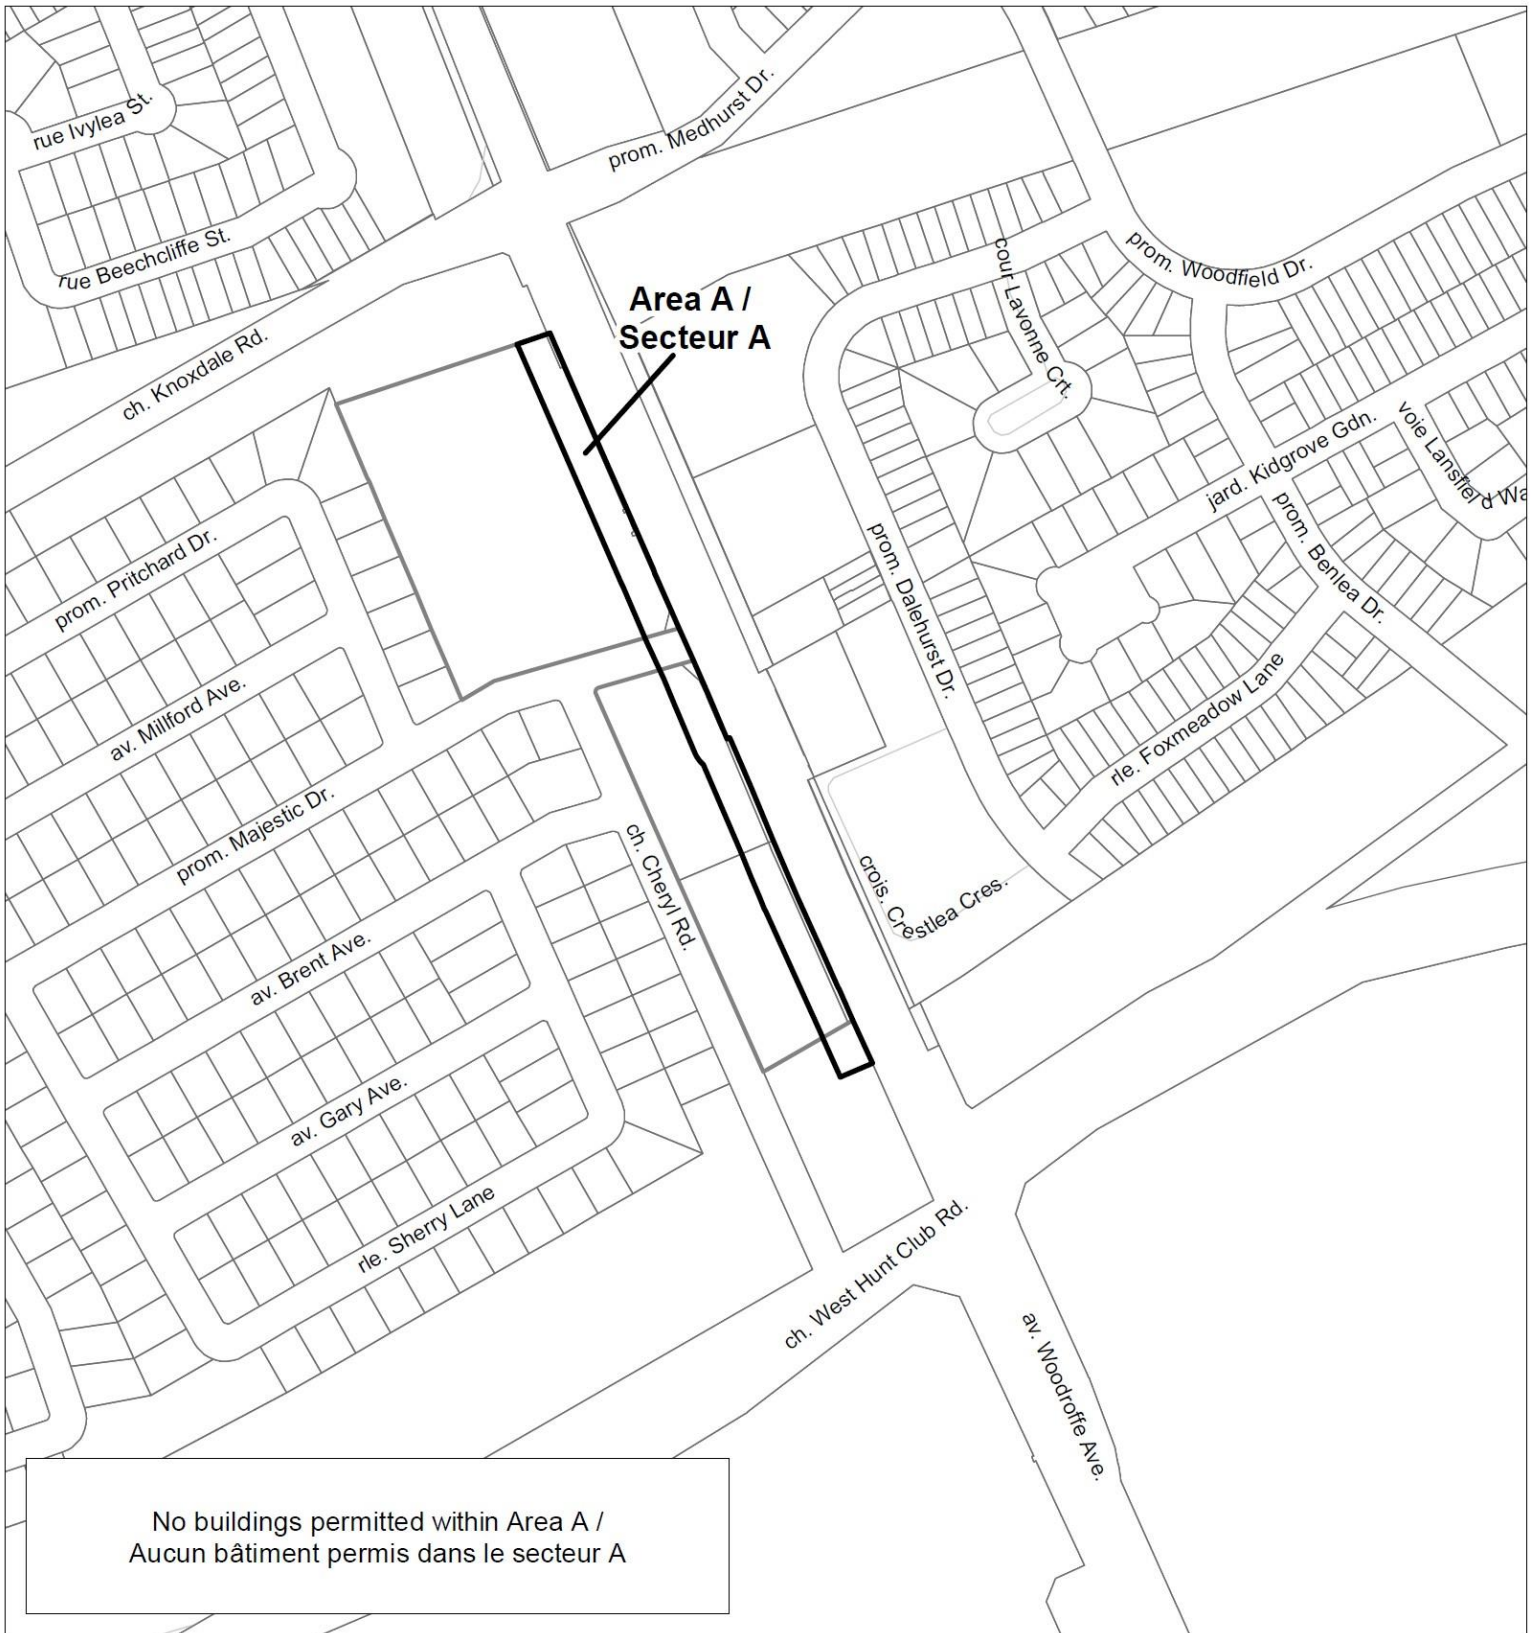 rue Ivylea St.
prom. Medhurst Dr.
rue Beechcliffe St.
cour Lavonne Crt.
prom. Woodfield Dr.
Area A /
Secteur A
ch. Knoxdale Rd.
jard. Kidgrove Gdn.
voie Lansfield Wa
prom. Pritchard Dr.
prom. Dalehurst Dr.
prom. Benlea Dr.
av. Millford Ave.
rle. Foxmeadow Lane
prom. Majestic Dr.
ch. Cheryl Rd.
crois. Crestlea Cres.
av. Brent Ave.
av. Gary Ave.
rle. Sherry Lane
ch. West Hunt Club Rd.
av. Woodroffe Ave.
No buildings permitted within Area A /
Aucun bâtiment permis dans le secteur A